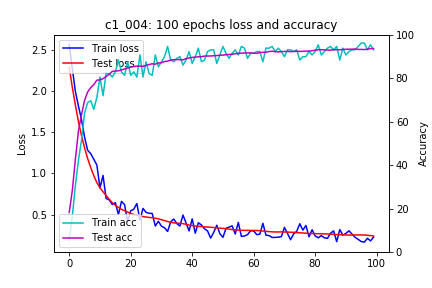 c1_004: 100 epochs loss and accuracy
Train loss
Test loss
Train acc
Test acc
Loss
2.5
2.0
1.5
1.0
0.5
Accuracy
100
80
60
40
20
0
0
20
40
60
80
100